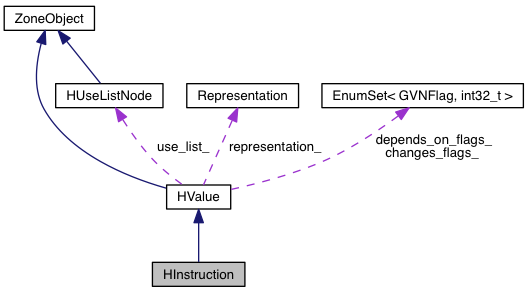 ZoneObject
HUseListNode
Representation
EnumSet< GVNFlag, int32_t >
use_list_
representation_
depends_on_flags_
changes_flags_
HValue
HInstruction